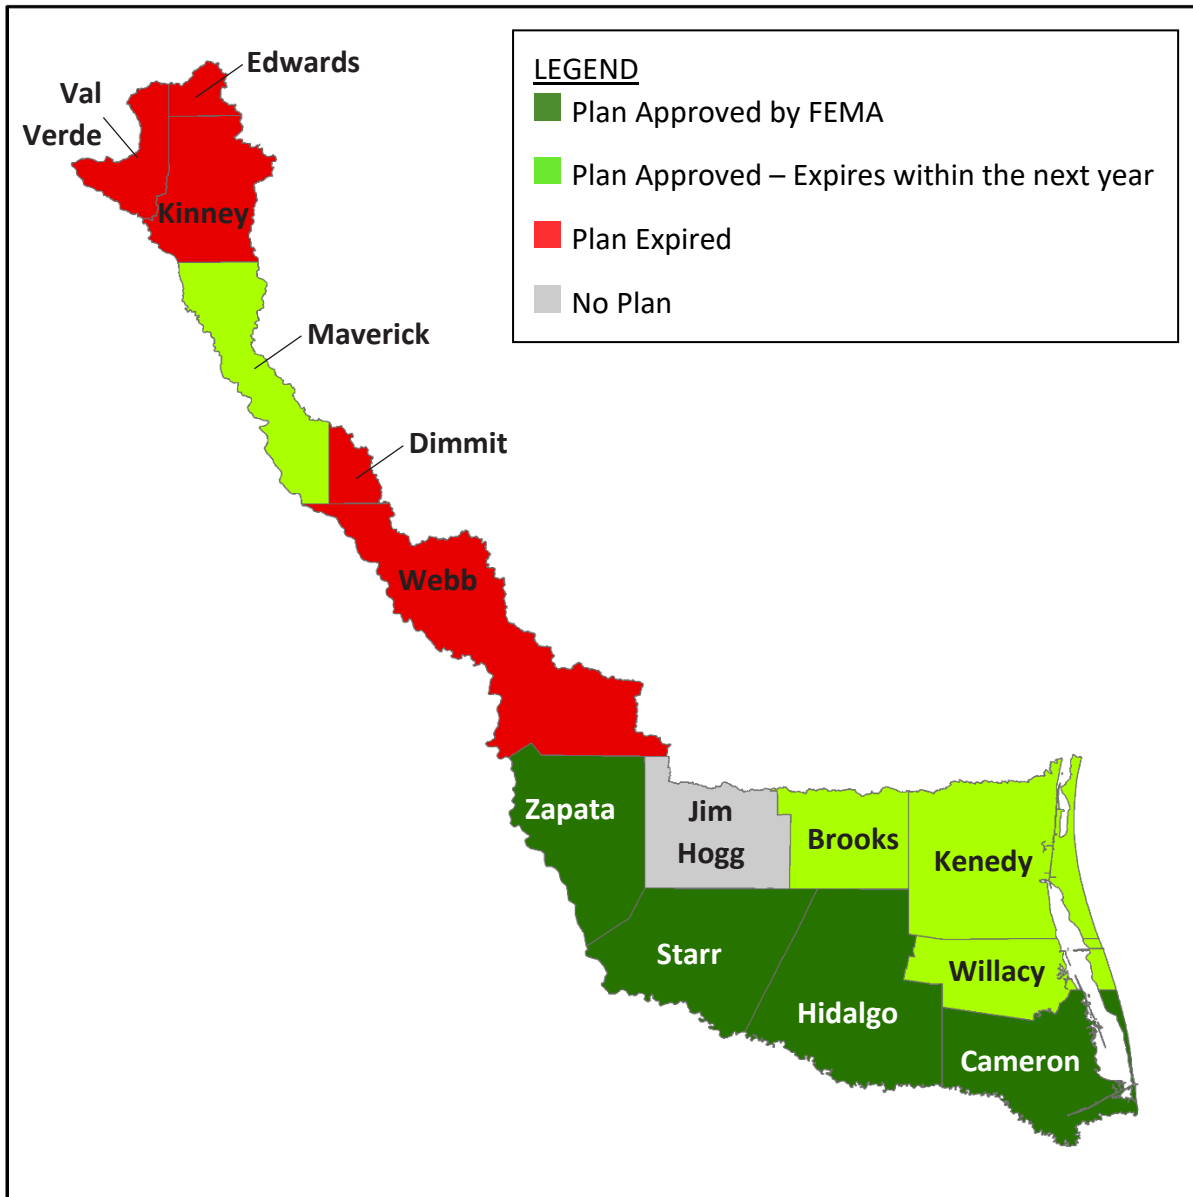 LEGEND
Plan Approved by FEMA
Plan Approved – Expires within the next year
Plan Expired
No Plan
Edwards
Val
Verde
Kinney
Maverick
Dimmit
Webb
Zapata
Jim
Hogg
Brooks
Kenedy
Starr
Willacy
Hidalgo
Cameron